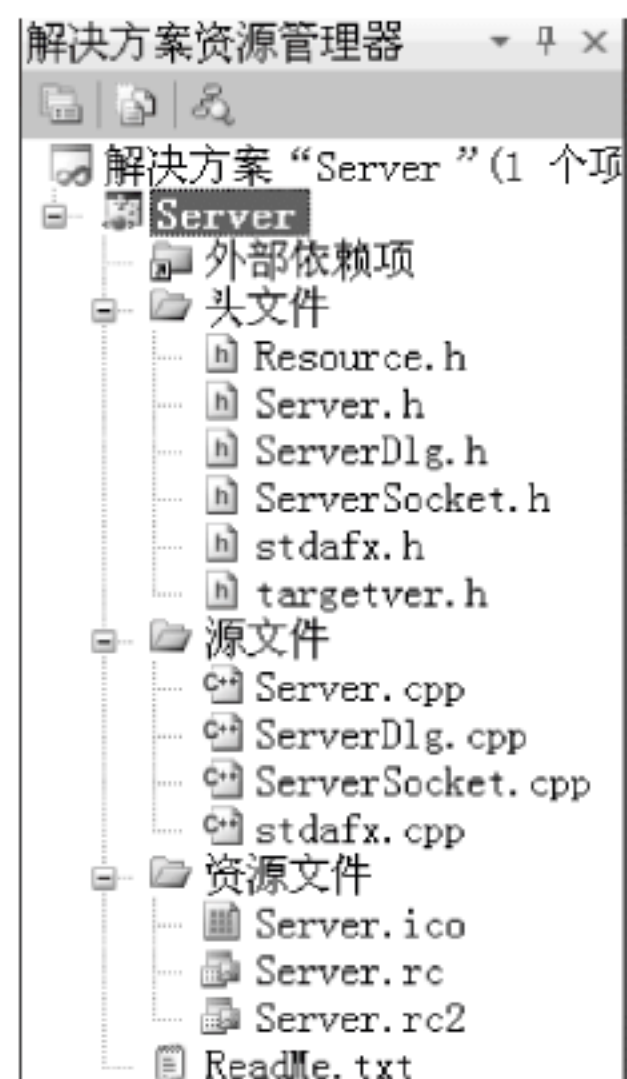 解决方案资源管理器
解决方案“Server”(1 个项
Server
外部依赖项
头文件
Resource.h
Server.h
ServerDlg.h
ServerSocket.h
stdafx.h
targetver.h
源文件
Server.cpp
ServerDlg.cpp
ServerSocket.cpp
stdafx.cpp
资源文件
Server.ico
Server.rc
Server.rc2
ReadMe.txt